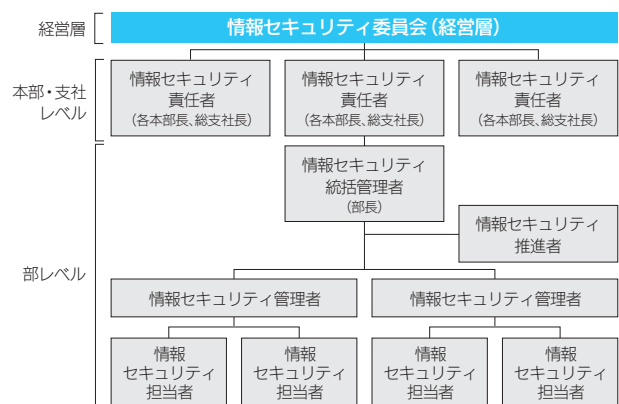 経営層
情報セキュリティ委員会(経営層)
本部・支社
レベル
情報セキュリティ
責任者
(各本部長、総支社長)
情報セキュリティ
責任者
(各本部長、総支社長)
情報セキュリティ
責任者
(各本部長、総支社長)
部レベル
情報セキュリティ
統括管理者
(部長)
情報セキュリティ
推進者
情報セキュリティ管理者
情報セキュリティ管理者
情報
セキュリティ
担当者
情報
セキュリティ
担当者
情報
セキュリティ
担当者
情報
セキュリティ
担当者